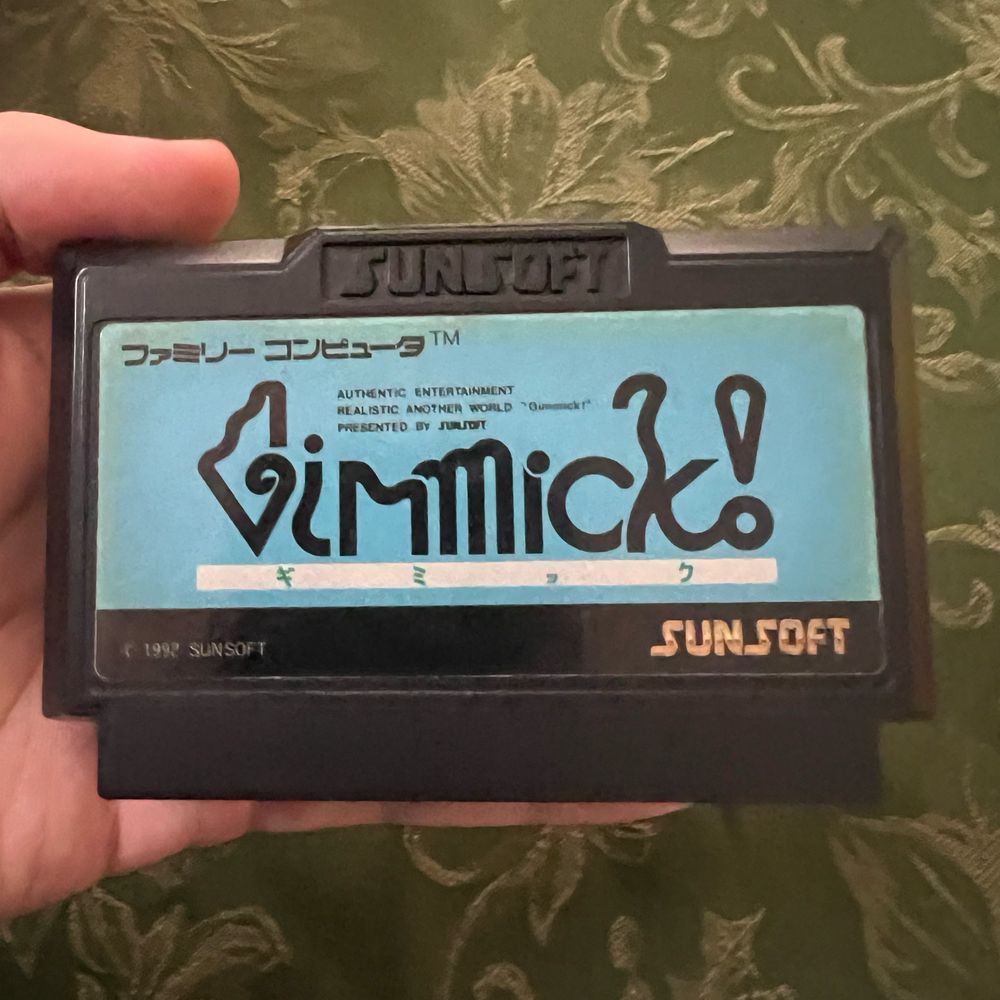 SUNSOFT
ファミリー コンピュータ™
AUTHENTIC ENTERTAINMENT
REALISTIC ANOTHER WORLD "Gimmick!"
PRESENTED BY SUNSOFT
Gimmick!
ギミック
© 1992 SUNSOFT
SUNSOFT